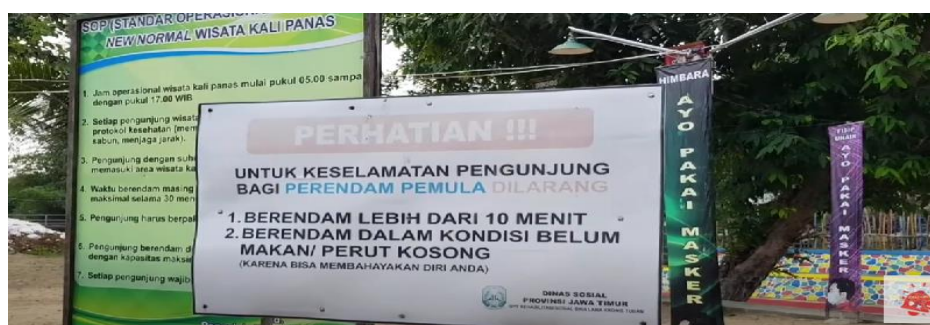 SOP (STANDAR OPERASIONAL
NEW NORMAL WISATA KALI PANAS
1. Jam operasional wisata kali panas mulai pukul 05.00 sampa
dengan pukul 17.00 WIB
2. Setiap pengunjung wisata
protokol kesehatan (mem
sabun, menjaga jarak).
3. Pengunjung dengan suhu
memasuki area wisata ka
4. Waktu berendam masing
maksimal selama 30 men
5. Pengunjung harus berpak
6. Pengunjung berendam d
dengan kapasitas maksim
7. Setiap pengunjung wajib
PERHATIAN !!!
UNTUK KESELAMATAN PENGUNJUNG
BAGI PERENDAM PEMULA DILARANG
1. BERENDAM LEBIH DARI 10 MENIT
2. BERENDAM DALAM KONDISI BELUM
MAKAN/ PERUT KOSONG
(KARENA BISA MEMBAHAYAKAN DIRI ANDA)
DINAS SOSIAL
PROVINSI JAWA TIMUR
HIMBARA
AYO PAKAI MASKER
AYO PAKAI MASKER